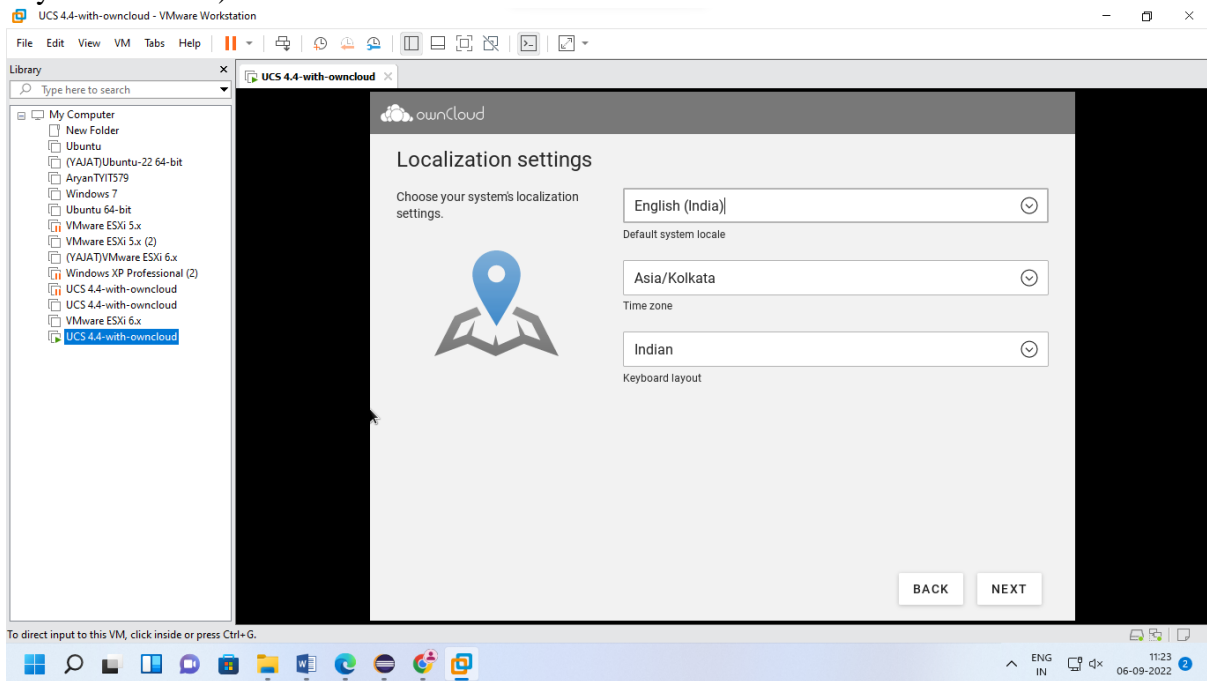 UCS 4.4-with-owncloud - VMware Workstation
File Edit View VM Tabs Help
Library
Type here to search
My Computer
New Folder
Ubuntu
(YAJAT)Ubuntu-22 64-bit
AryanTYIT579
Windows 7
Ubuntu 64-bit
VMware ESXi 5.x
VMware ESXi 5.x (2)
(YAJAT)VMware ESXi 6.x
Windows XP Professional (2)
UCS 4.4-with-owncloud
UCS 4.4-with-owncloud
VMware ESXi 6.x
UCS 4.4-with-owncloud
UCS 4.4-with-owncloud
ownCloud
Localization settings
Choose your system's localization
settings.
English (India)
Default system locale
Asia/Kolkata
Time zone
Indian
Keyboard layout
BACK NEXT
To direct input to this VM, click inside or press Ctrl+G.
ENG
IN
11:23
06-09-2022
2